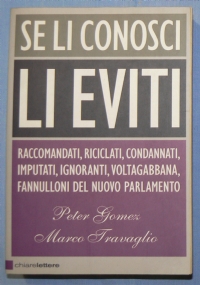 SE LI CONOSCI
LI EVITI
RACCOMANDATI, RICICLATI, CONDANNATI,
IMPUTATI, IGNORANTI, VOLTAGABBANA,
FANNULLONI DEL NUOVO PARLAMENTO
Peter Gomez
Marco Travaglio
chiarelettere